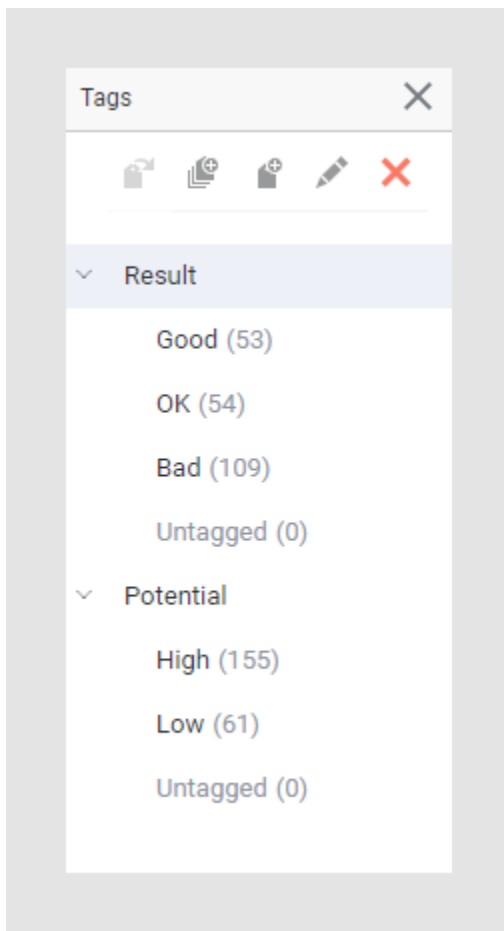 Tags
Result
Good (53)
OK (54)
Bad (109)
Untagged (0)
Potential
High (155)
Low (61)
Untagged (0)